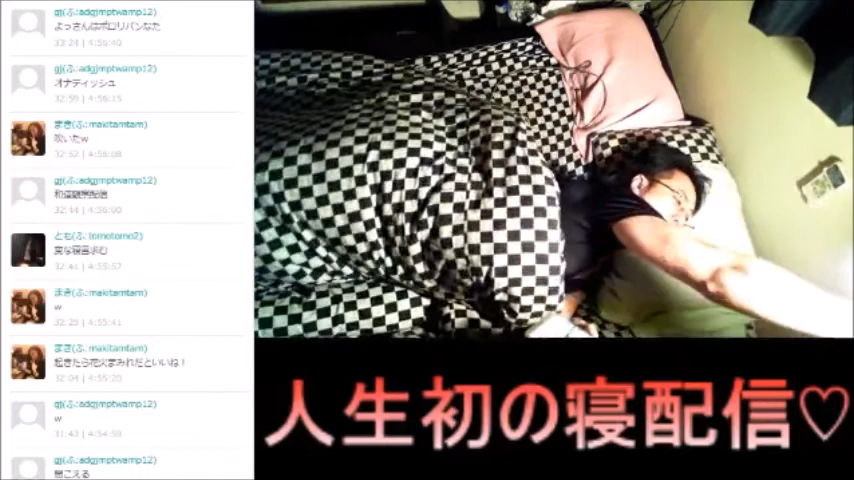 gj(ふ:adgjmptwamp12)
よっさんはポロリパンなた
32:24 | 4:56:40
gj(ふ:adgjmptwamp12)
オナティッシュ
32:59 | 4:56:15
まき(ふ:makitamtam)
吹いたw
32:52 | 4:56:08
gj(ふ:adgjmptwamp12)
32:44 | 4:56:00
とも(ふ:tomotomo2)
変な寝言求む
32:41 | 4:55:57
まき(ふ:makitamtam)
w
32:25 | 4:55:41
まき(ふ:makitamtam)
起きたら花火まみれだといいね！
32:04 | 4:55:20
gj(ふ:adgjmptwamp12)
w
31:43 | 4:54:59
gj(ふ:adgjmptwamp12)
聞こえる
人生初の寝配信♡